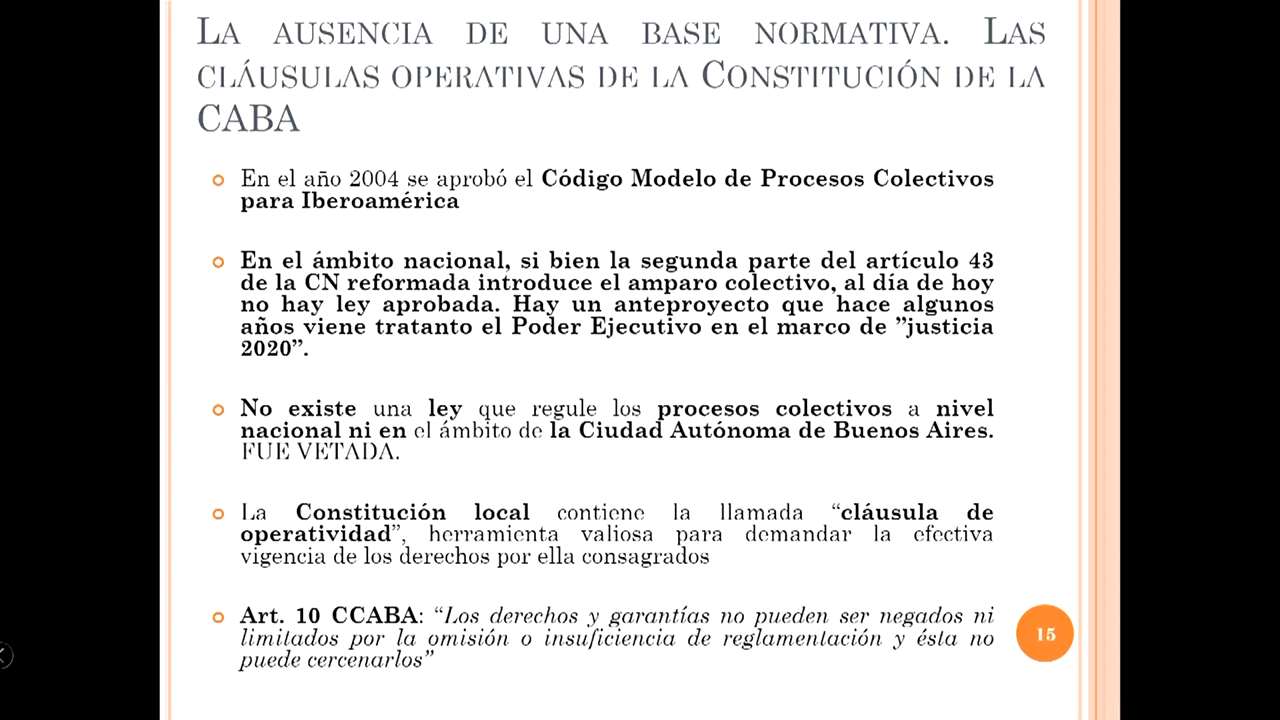 LA AUSENCIA DE UNA BASE NORMATIVA. LAS
CLÁUSULAS OPERATIVAS DE LA CONSTITUCIÓN DE LA
CABA
En el año 2004 se aprobó el Código Modelo de Procesos Colectivos
para Iberoamérica
En el ámbito nacional, si bien la segunda parte del artículo 43
de la CN reformada introduce el amparo colectivo, al día de hoy
no hay ley aprobada. Hay un anteproyecto que hace algunos
años viene tratanto el Poder Ejecutivo en el marco de ”justicia
2020”.
No existe una ley que regule los procesos colectivos a nivel
nacional ni en el ámbito de la Ciudad Autónoma de Buenos Aires.
FUE VETADA.
La Constitución local contiene la llamada “cláusula de
operatividad”, herramienta valiosa para demandar la efectiva
vigencia de los derechos por ella consagrados
Art. 10 CCABA: “Los derechos y garantías no pueden ser negados ni
limitados por la omisión o insuficiencia de reglamentación y ésta no
puede cercenarlos”
15